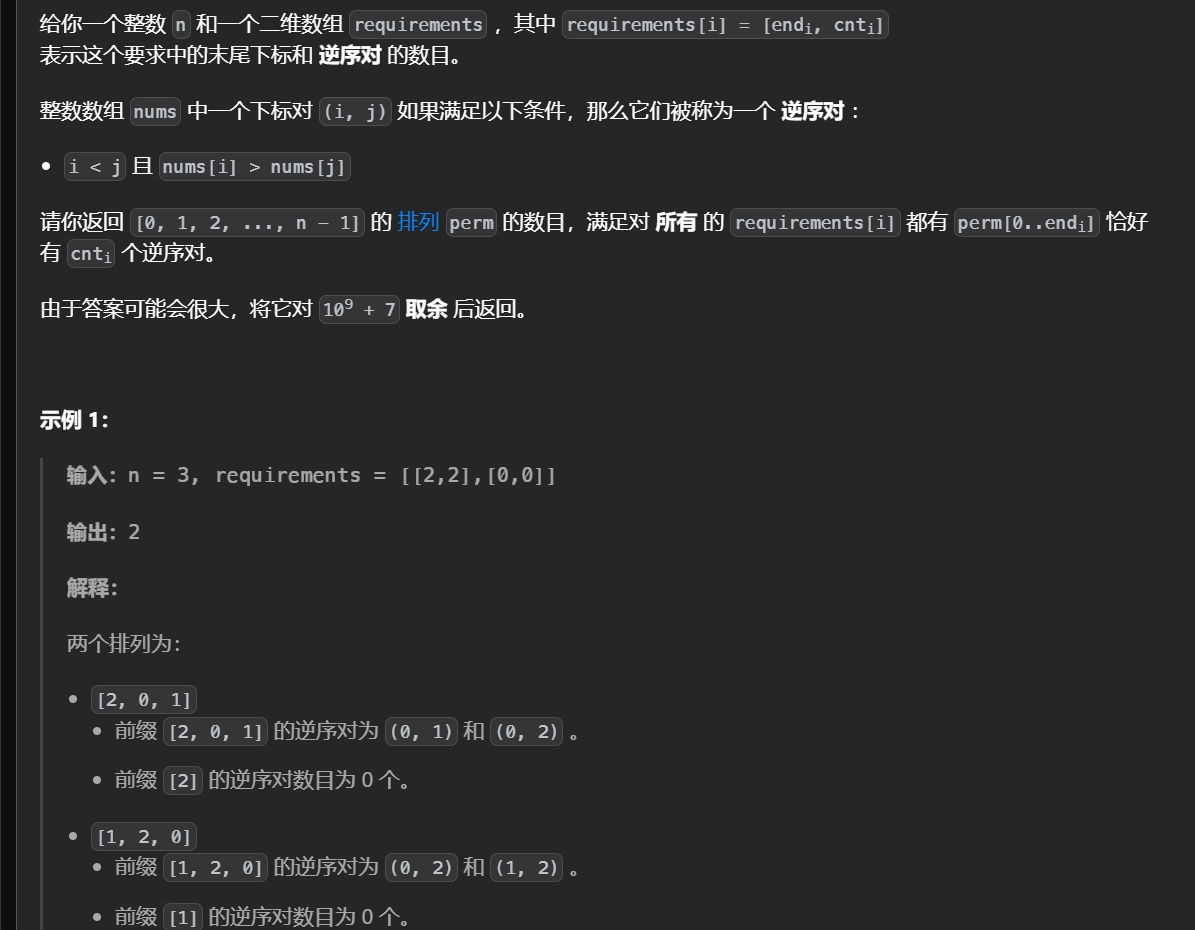 给你一个整数 n 和一个二维数组 requirements ，其中 requirements[i] = [endi, cnti]
表示这个要求中的末尾下标和 逆序对 的数目。
整数数组 nums 中一个下标对 (i, j) 如果满足以下条件，那么它们被称为一个 逆序对 ：
• i < j 且 nums[i] > nums[j]
请你返回 [0, 1, 2, ..., n - 1] 的 排列 perm 的数目，满足对 所有 的 requirements[i] 都有 perm[0..endi] 恰好
有 cnti 个逆序对。
由于答案可能会很大，将它对 10⁹ + 7 取余 后返回。
示例 1：
输入：n = 3, requirements = [[2,2],[0,0]]
输出：2
解释：
两个排列为：
• [2, 0, 1]
• 前缀 [2, 0, 1] 的逆序对为 (0, 1) 和 (0, 2) 。
• 前缀 [2] 的逆序对数目为 0 个。
• [1, 2, 0]
• 前缀 [1, 2, 0] 的逆序对为 (0, 2) 和 (1, 2) 。
• 前缀 [1] 的逆序对数目为 0 个。